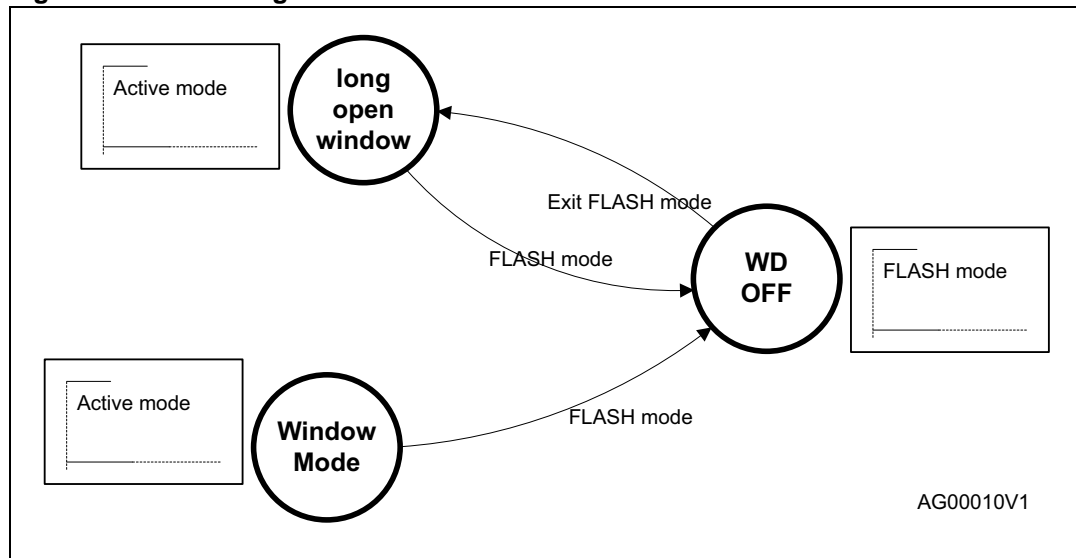 Active mode
long
open
window
Exit FLASH mode
FLASH mode
WD
OFF
FLASH mode
Active mode
Window
Mode
FLASH mode
AG00010V1